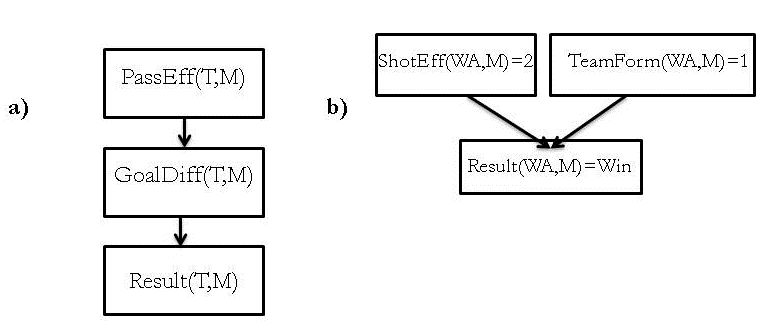 a)
PassEff(T,M)
GoalDiff(T,M)
Result(T,M)
b)
ShotEff(WA,M)=2
TeamForm(WA,M)=1
Result(WA,M)=Win